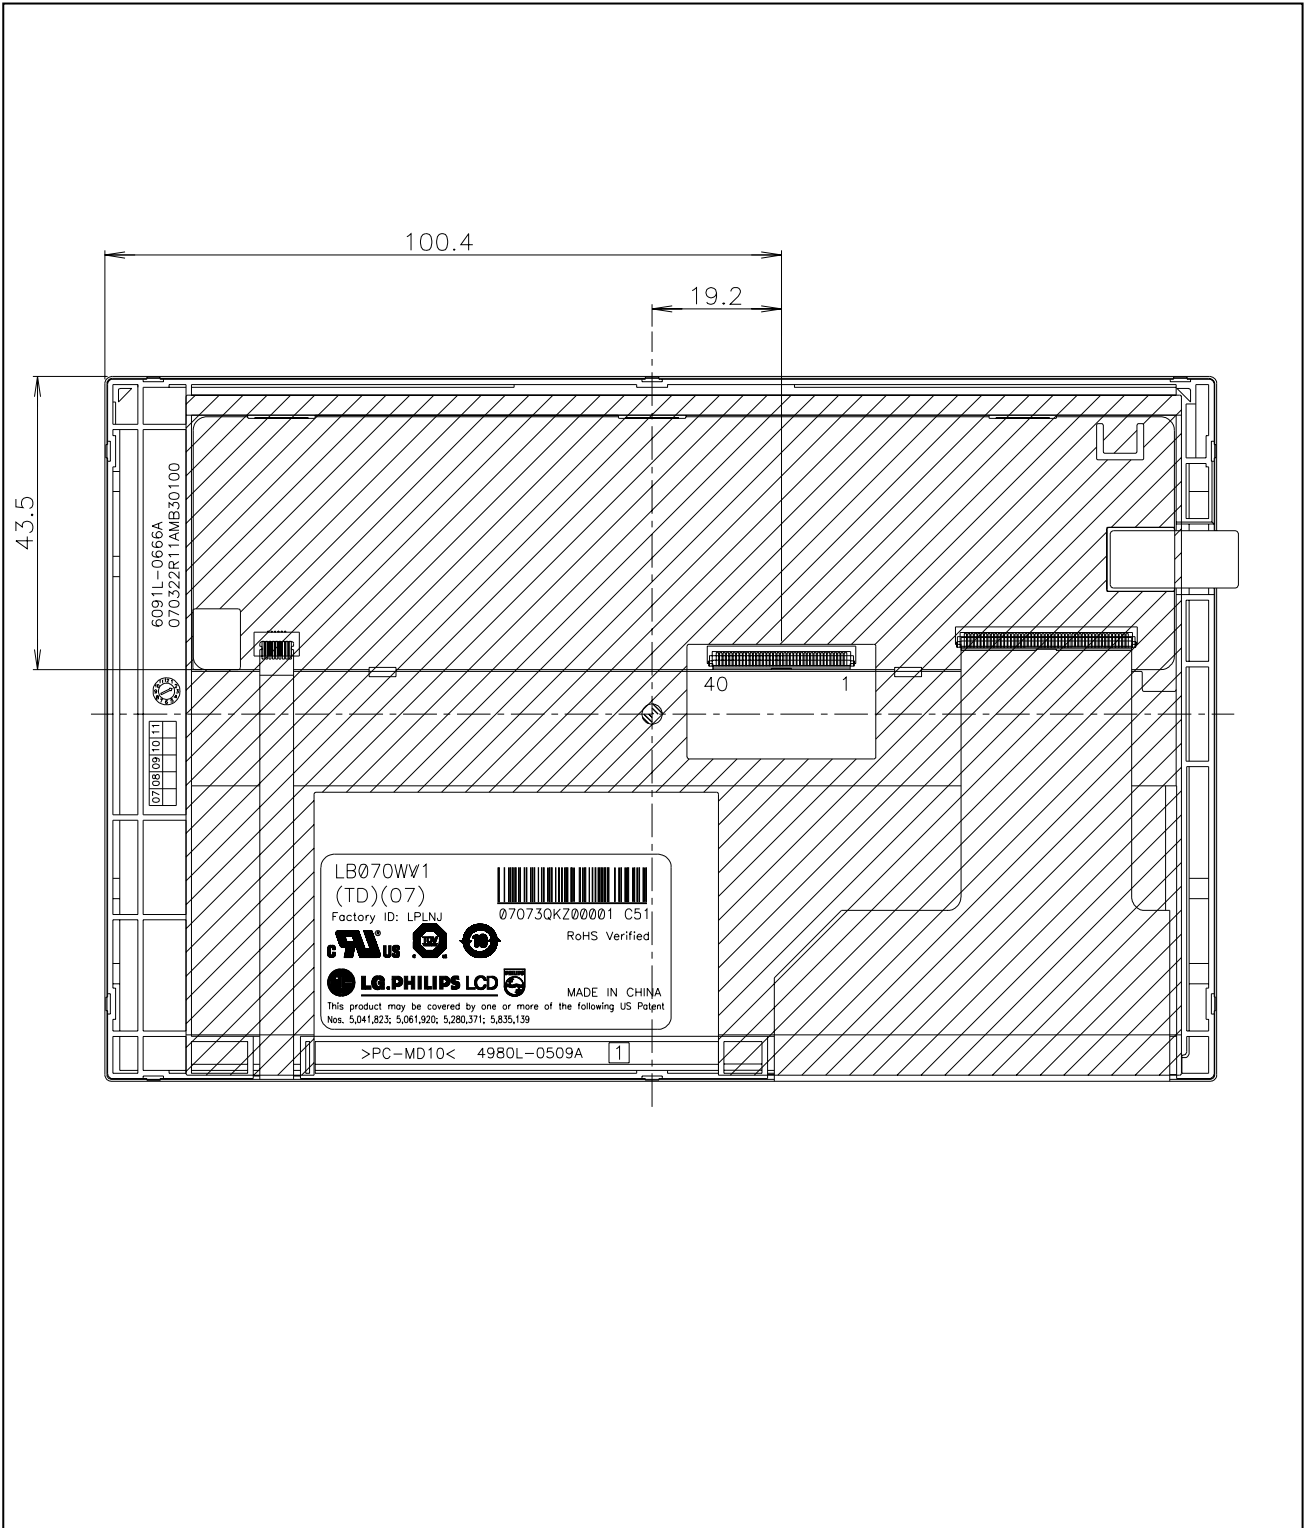 100.4
19.2
43.5
6091L-0666A
070322R11AMB30100
40 1
07 08 09 10 11
LB070WV1
(TD)(07)
Factory ID: LPLNJ
07073QKZ00001 C51
RoHS Verified
C US
LG.PHILIPS LCD
MADE IN CHINA
This product may be covered by one or more of the following US Patent
Nos. 5,041,823; 5,061,920; 5,280,371; 5,835,139
>PC-MD10< 4980L-0509A 1